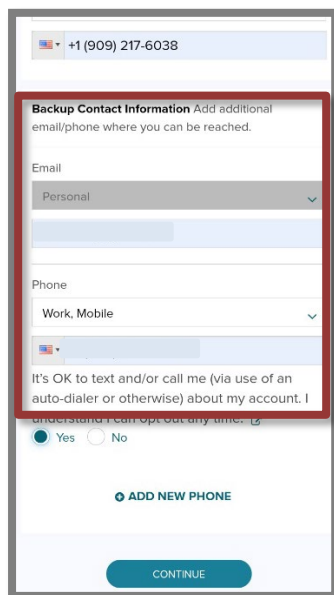 +1 (909) 217-6038
Backup Contact Information Add additional
email/phone where you can be reached.
Email
Personal
Phone
Work, Mobile
It's OK to text and/or call me (via use of an
auto-dialer or otherwise) about my account. I
understand I can opt out any time.
Yes No
ADD NEW PHONE
CONTINUE